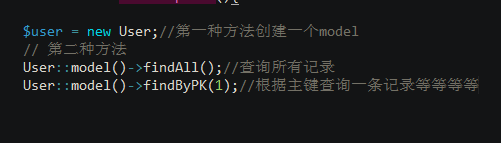 $user = new User;//第一种方法创建一个model
// 第二种方法
User::model()->findAll();//查询所有记录
User::model()->findByPK(1);//根据主键查询一条记录等等等等